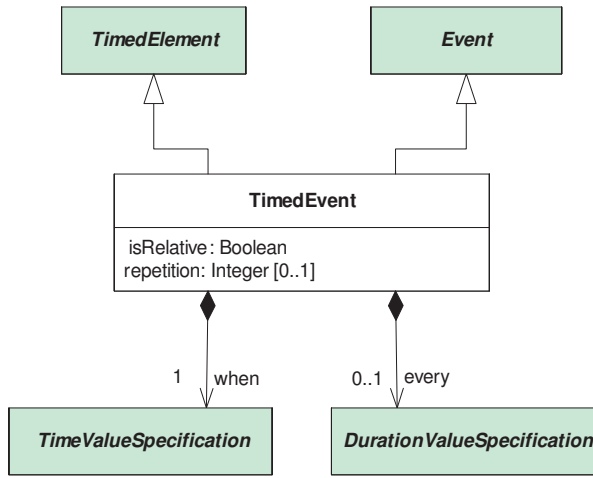 TimedElement
Event
TimedEvent
isRelative: Boolean
repetition: Integer [0..1]
1 when
0..1 every
TimeValueSpecification
DurationValueSpecification